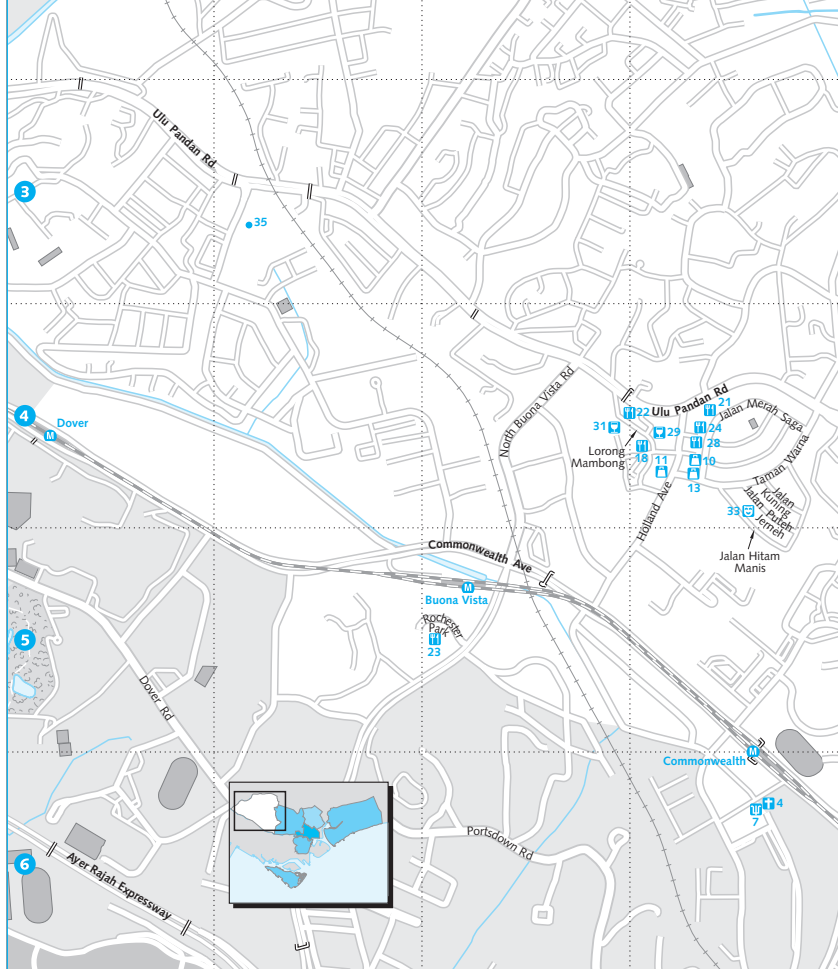 Ulu Pandan Rd
3
35
North Buona Vista Rd
4
Dover
M
22
Ulu Pandan Rd
21
31
29
24
Jalan Merah Saga
28
Lorong
Mambong
18
11
10
13
Taman Warna
Holland Ave
33
Jalan
Kuning
Jalan Puteh
Jerneh
Jalan Hitam
Manis
Commonwealth Ave
M
Buona Vista
5
Rochester
Park
23
Dover Rd
M
Commonwealth
4
7
Portsdown Rd
6
Ayer Rajah Expressway